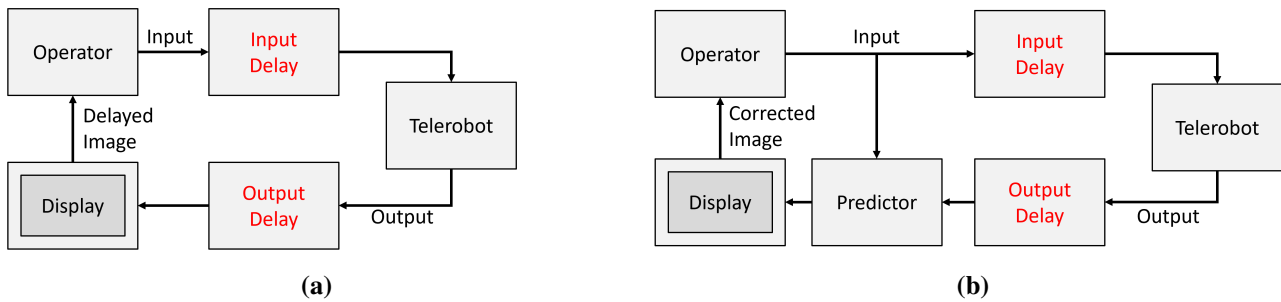 Operator
Input
Input
Delay
Delayed
Image
Telerobot
Display
Output
Delay
Output
(a)
Operator
Input
Input
Delay
Corrected
Image
Telerobot
Display
Predictor
Output
Delay
Output
(b)